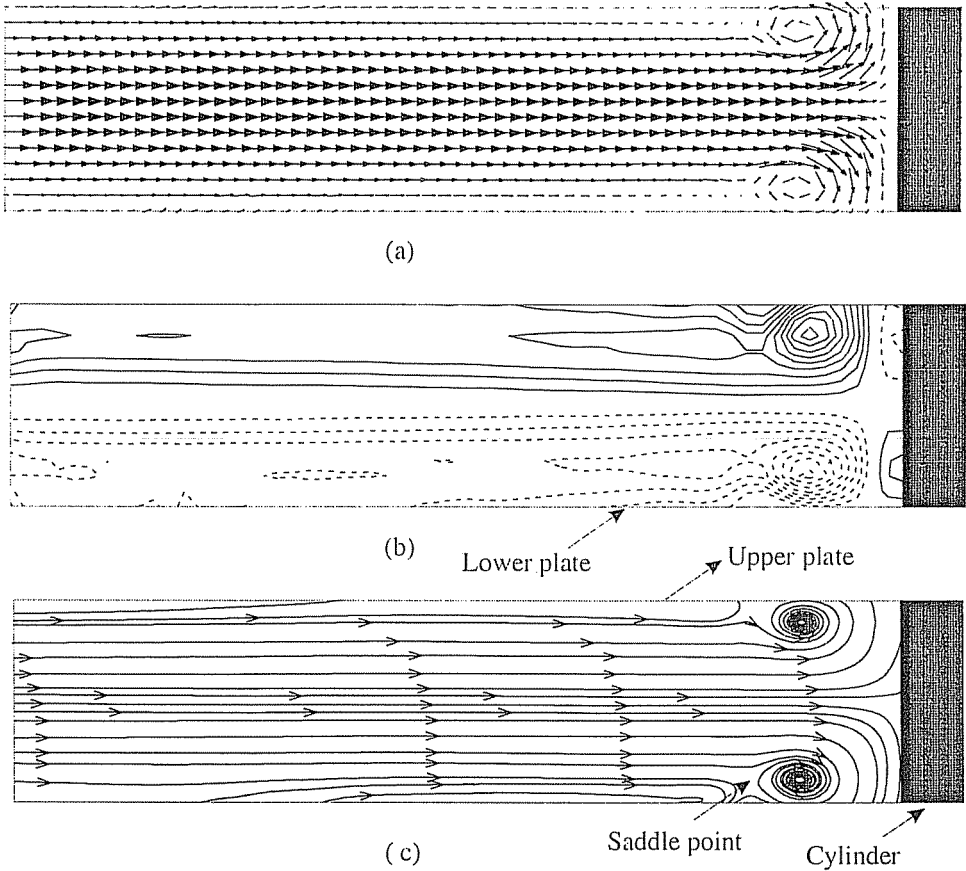 (a)
(b)
Lower plate
Upper plate
Saddle point
Cylinder
( c)